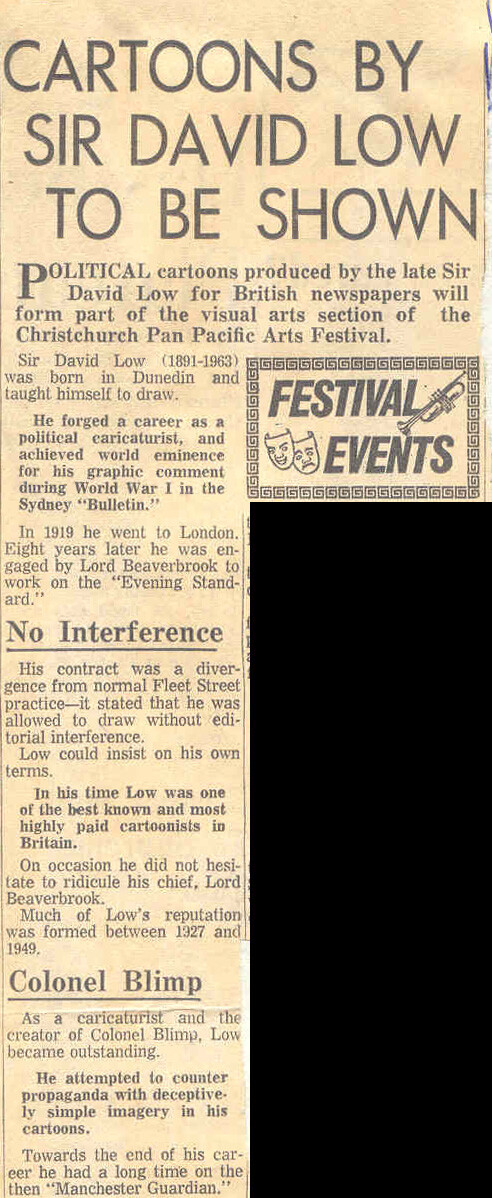 CARTOONS BY
SIR DAVID LOW
TO BE SHOWN
POLITICAL cartoons produced by the late Sir
David Low for British newspapers will
form part of the visual arts section of the
Christchurch Pan Pacific Arts Festival.
Sir David Low (1891-1963)
was born in Dunedin and
taught himself to draw.
He forged a career as a
political caricaturist, and
achieved world eminence
for his graphic comment
during World War I in the
Sydney "Bulletin."
In 1919 he went to London.
Eight years later he was en-
gaged by Lord Beaverbrook to
work on the "Evening Stand-
ard."
FESTIVAL
EVENTS
No Interference
His contract was a diver-
gence from normal Fleet Street
practice—it stated that he was
allowed to draw without edi-
torial interference.
Low could insist on his own
terms.
In his time Low was one
of the best known and most
highly paid cartoonists in
Britain.
On occasion he did not hesi-
tate to ridicule his chief, Lord
Beaverbrook.
Much of Low's reputation
was formed between 1927 and
1949.
Colonel Blimp
As a caricaturist and the
creator of Colonel Blimp, Low
became outstanding.
He attempted to counter
propaganda with deceptive-
ly simple imagery in his
cartoons.
Towards the end of his car-
eer he had a long time on the
then "Manchester Guardian."